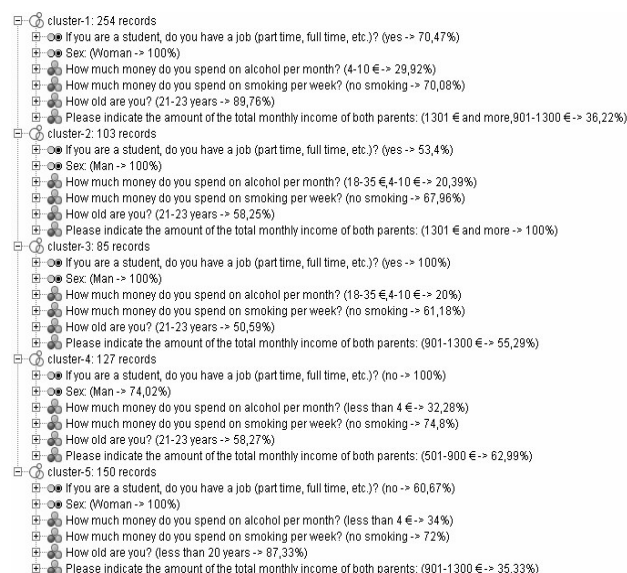 cluster-1: 254 records
If you are a student, do you have a job (part time, full time, etc.)? (yes -> 70,47%)
Sex: (Woman -> 100%)
How much money do you spend on alcohol per month? (4-10 € -> 29,92%)
How much money do you spend on smoking per week? (no smoking -> 70,08%)
How old are you? (21-23 years -> 89,76%)
Please indicate the amount of the total monthly income of both parents: (1301 € and more,901-1300 € -> 36,22%)
cluster-2: 103 records
If you are a student, do you have a job (part time, full time, etc.)? (yes -> 53,4%)
Sex: (Man -> 100%)
How much money do you spend on alcohol per month? (18-35 €,4-10 €-> 20,39%)
How much money do you spend on smoking per week? (no smoking -> 67,96%)
How old are you? (21-23 years -> 58,25%)
Please indicate the amount of the total monthly income of both parents: (1301 € and more -> 100%)
cluster-3: 85 records
If you are a student, do you have a job (part time, full time, etc.)? (yes -> 100%)
Sex: (Man -> 100%)
How much money do you spend on alcohol per month? (18-35 €,4-10 €-> 20%)
How much money do you spend on smoking per week? (no smoking -> 61,18%)
How old are you? (21-23 years -> 50,59%)
Please indicate the amount of the total monthly income of both parents: (901-1300 €-> 55,29%)
cluster-4: 127 records
If you are a student, do you have a job (part time, full time, etc.)? (no -> 100%)
Sex: (Man -> 74,02%)
How much money do you spend on alcohol per month? (less than 4 €-> 32,28%)
How much money do you spend on smoking per week? (no smoking -> 74,8%)
How old are you? (21-23 years -> 58,27%)
Please indicate the amount of the total monthly income of both parents: (501-900 €-> 62,99%)
cluster-5: 150 records
If you are a student, do you have a job (part time, full time, etc.)? (no -> 60,67%)
Sex: (Woman -> 100%)
How much money do you spend on alcohol per month? (less than 4 €-> 34%)
How much money do you spend on smoking per week? (no smoking -> 72%)
How old are you? (less than 20 years -> 87,33%)
Please indicate the amount of the total monthly income of both parents: (901-1300 €-> 35,33%)